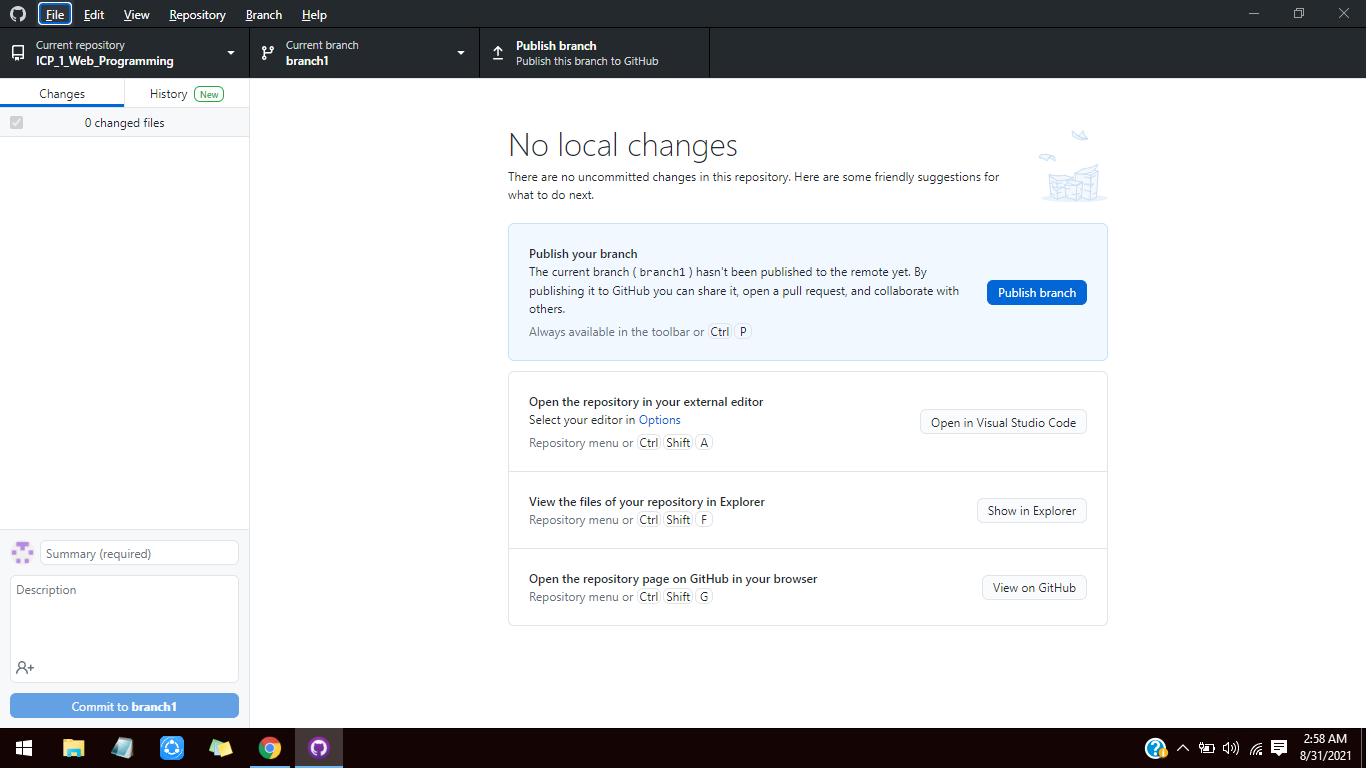 File Edit View Repository Branch Help
Current repository
ICP_1_Web_Programming
Current branch
branch1
Publish branch
Publish this branch to GitHub
Changes
History New
0 changed files
No local changes
There are no uncommitted changes in this repository. Here are some friendly suggestions for
what to do next.
Publish your branch
The current branch ( branch1 ) hasn't been published to the remote yet. By
publishing it to GitHub you can share it, open a pull request, and collaborate with
others.
Always available in the toolbar or Ctrl P
Publish branch
Open the repository in your external editor
Select your editor in Options
Repository menu or Ctrl Shift A
Open in Visual Studio Code
View the files of your repository in Explorer
Repository menu or Ctrl Shift F
Show in Explorer
Open the repository page on GitHub in your browser
Repository menu or Ctrl Shift G
View on GitHub
Summary (required)
Description
Commit to branch1
2:58 AM
8/31/2021